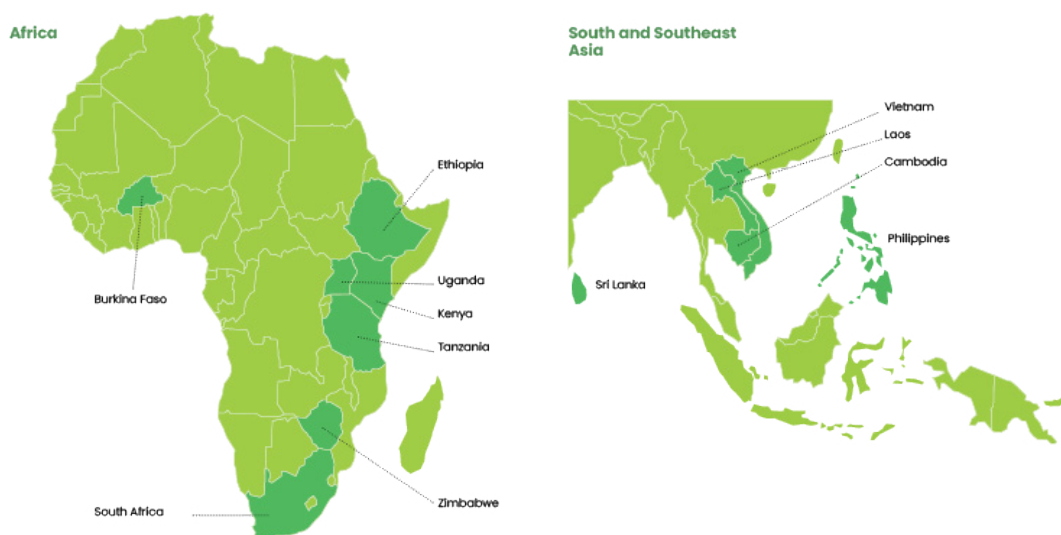 Africa
Ethiopia
Burkina Faso
Uganda
Kenya
Tanzania
Zimbabwe
South Africa
South and Southeast
Asia
Vietnam
Laos
Cambodia
Philippines
Sri Lanka